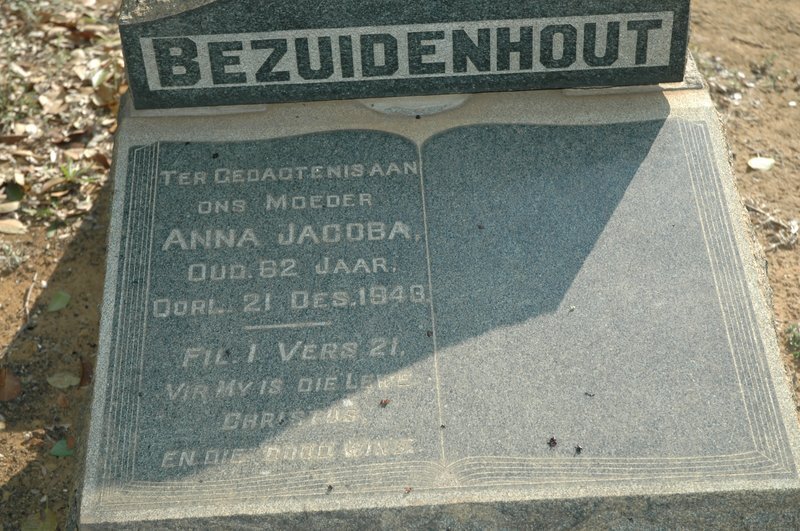 BEZUIDENHOUT
TER GEDAGTENIS AAN
ONS MOEDER
ANNA JACOBA,
OUD. 62 JAAR.
OORL. 21 DES. 1943
FIL. 1 VERS 21.
VIR MY IS DIE LEWE
CHRISTUS,
EN DIE DOOD WINS.